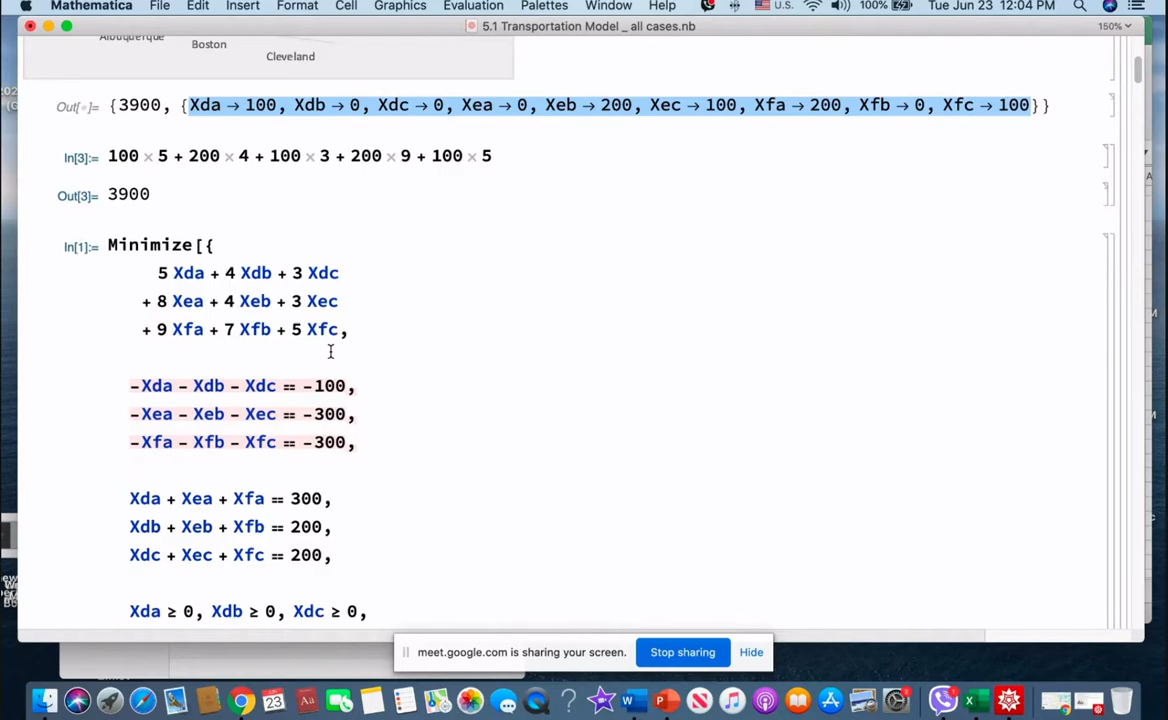 Mathematica File Edit Insert Format Cell Graphics Evaluation Palettes Window Help U.S. 100% Tue Jun 23 12:04 PM
5.1 Transportation Model _ all cases.nb 150%
Albuquerque
Boston
Cleveland
Out[•]= {3900, {Xda → 100, Xdb → 0, Xdc → 0, Xea → 0, Xeb → 200, Xec → 100, Xfa → 200, Xfb → 0, Xfc → 100}}
In[3]:= 100 × 5 + 200 × 4 + 100 × 3 + 200 × 9 + 100 × 5
Out[3]= 3900
In[1]:= Minimize[{
5 Xda + 4 Xdb + 3 Xdc
+ 8 Xea + 4 Xeb + 3 Xec
+ 9 Xfa + 7 Xfb + 5 Xfc,
-Xda - Xdb - Xdc == -100,
-Xea - Xeb - Xec == -300,
-Xfa - Xfb - Xfc == -300,
Xda + Xea + Xfa == 300,
Xdb + Xeb + Xfb == 200,
Xdc + Xec + Xfc == 200,
Xda ≥ 0, Xdb ≥ 0, Xdc ≥ 0,
meet.google.com is sharing your screen. Stop sharing Hide